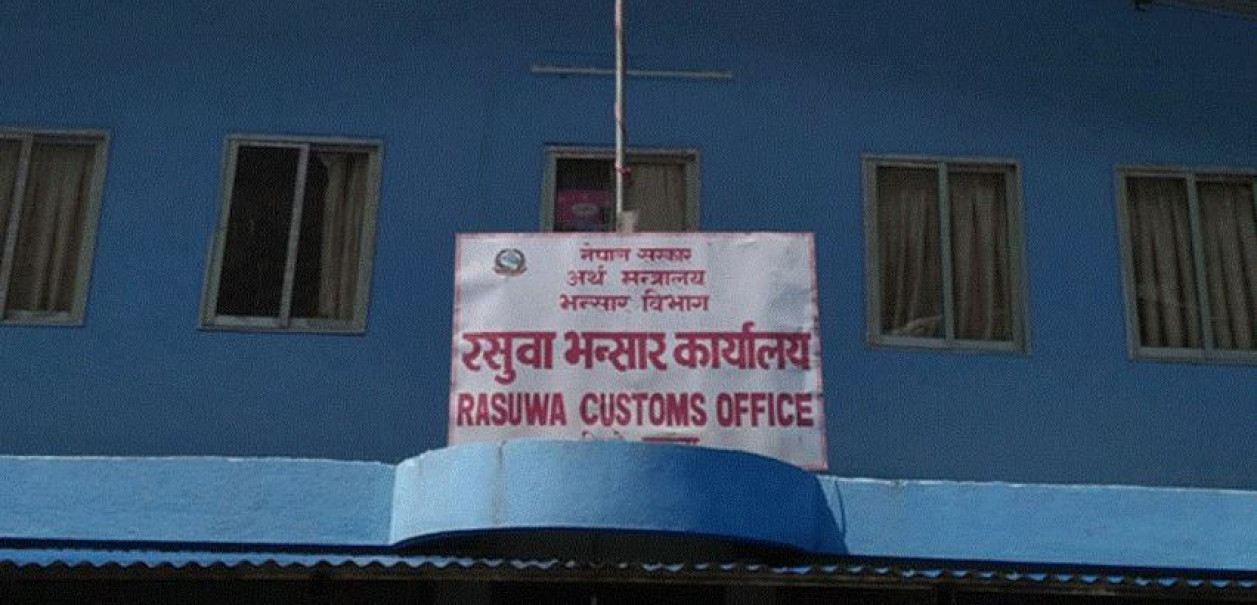 नेपाल सरकार
अर्थ मन्त्रालय
भन्सार विभाग
रसुवा भन्सार कार्यालय
RASUWA CUSTOMS OFFICE